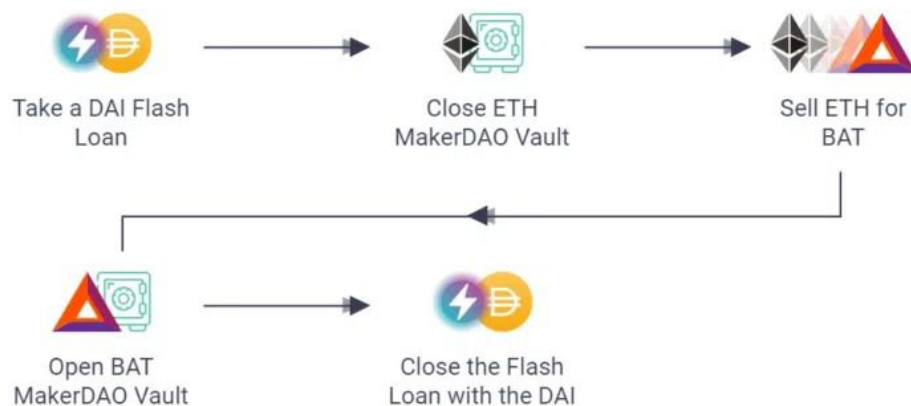 Take a DAI Flash
Loan
Close ETH
MakerDAO Vault
Sell ETH for
BAT
Open BAT
MakerDAO Vault
Close the Flash
Loan with the DAI